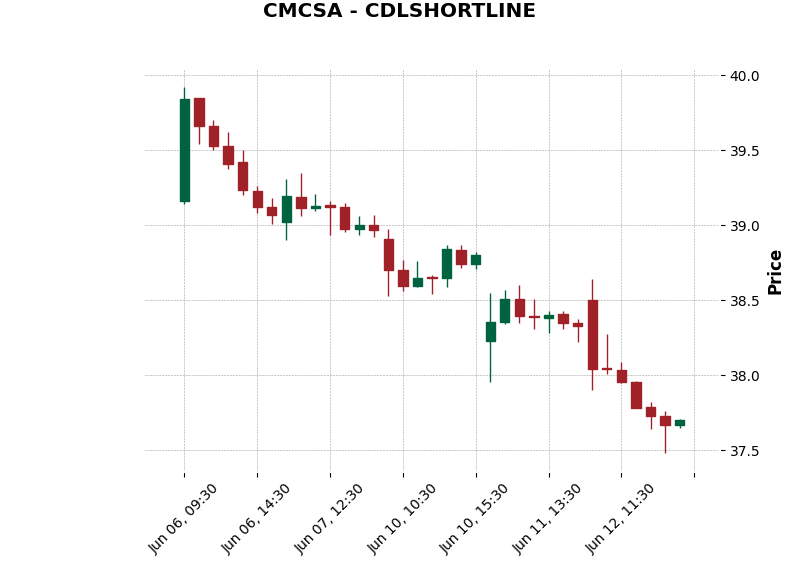 CMCSA - CDLSHORTLINE
40.0
39.5
39.0
38.5
38.0
37.5
Price
Jun 06, 09:30
Jun 06, 14:30
Jun 07, 12:30
Jun 10, 10:30
Jun 10, 15:30
Jun 11, 13:30
Jun 12, 11:30